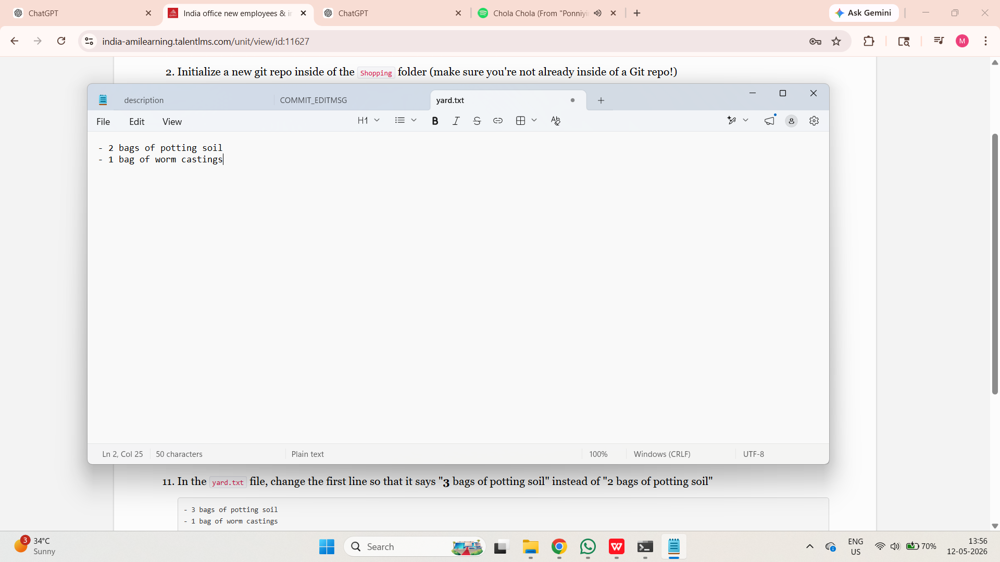 ChatGPT
India office new employees & i
ChatGPT
Chola Chola (From "Ponniyi
Ask Gemini
india-amilearning.talentlms.com/unit/view/id:11627
M
2. Initialize a new git repo inside of the Shopping folder (make sure you're not already inside of a Git repo!)
description
COMMIT_EDITMSG
yard.txt
File
Edit
View
H1
B
I
S
- 2 bags of potting soil
- 1 bag of worm castings
Ln 2, Col 25
50 characters
Plain text
100%
Windows (CRLF)
UTF-8
11. In the yard.txt file, change the first line so that it says "3 bags of potting soil" instead of "2 bags of potting soil"
- 3 bags of potting soil
- 1 bag of worm castings
3
34°C
Sunny
Search
W
ENG
US
70%
13:56
12-05-2026